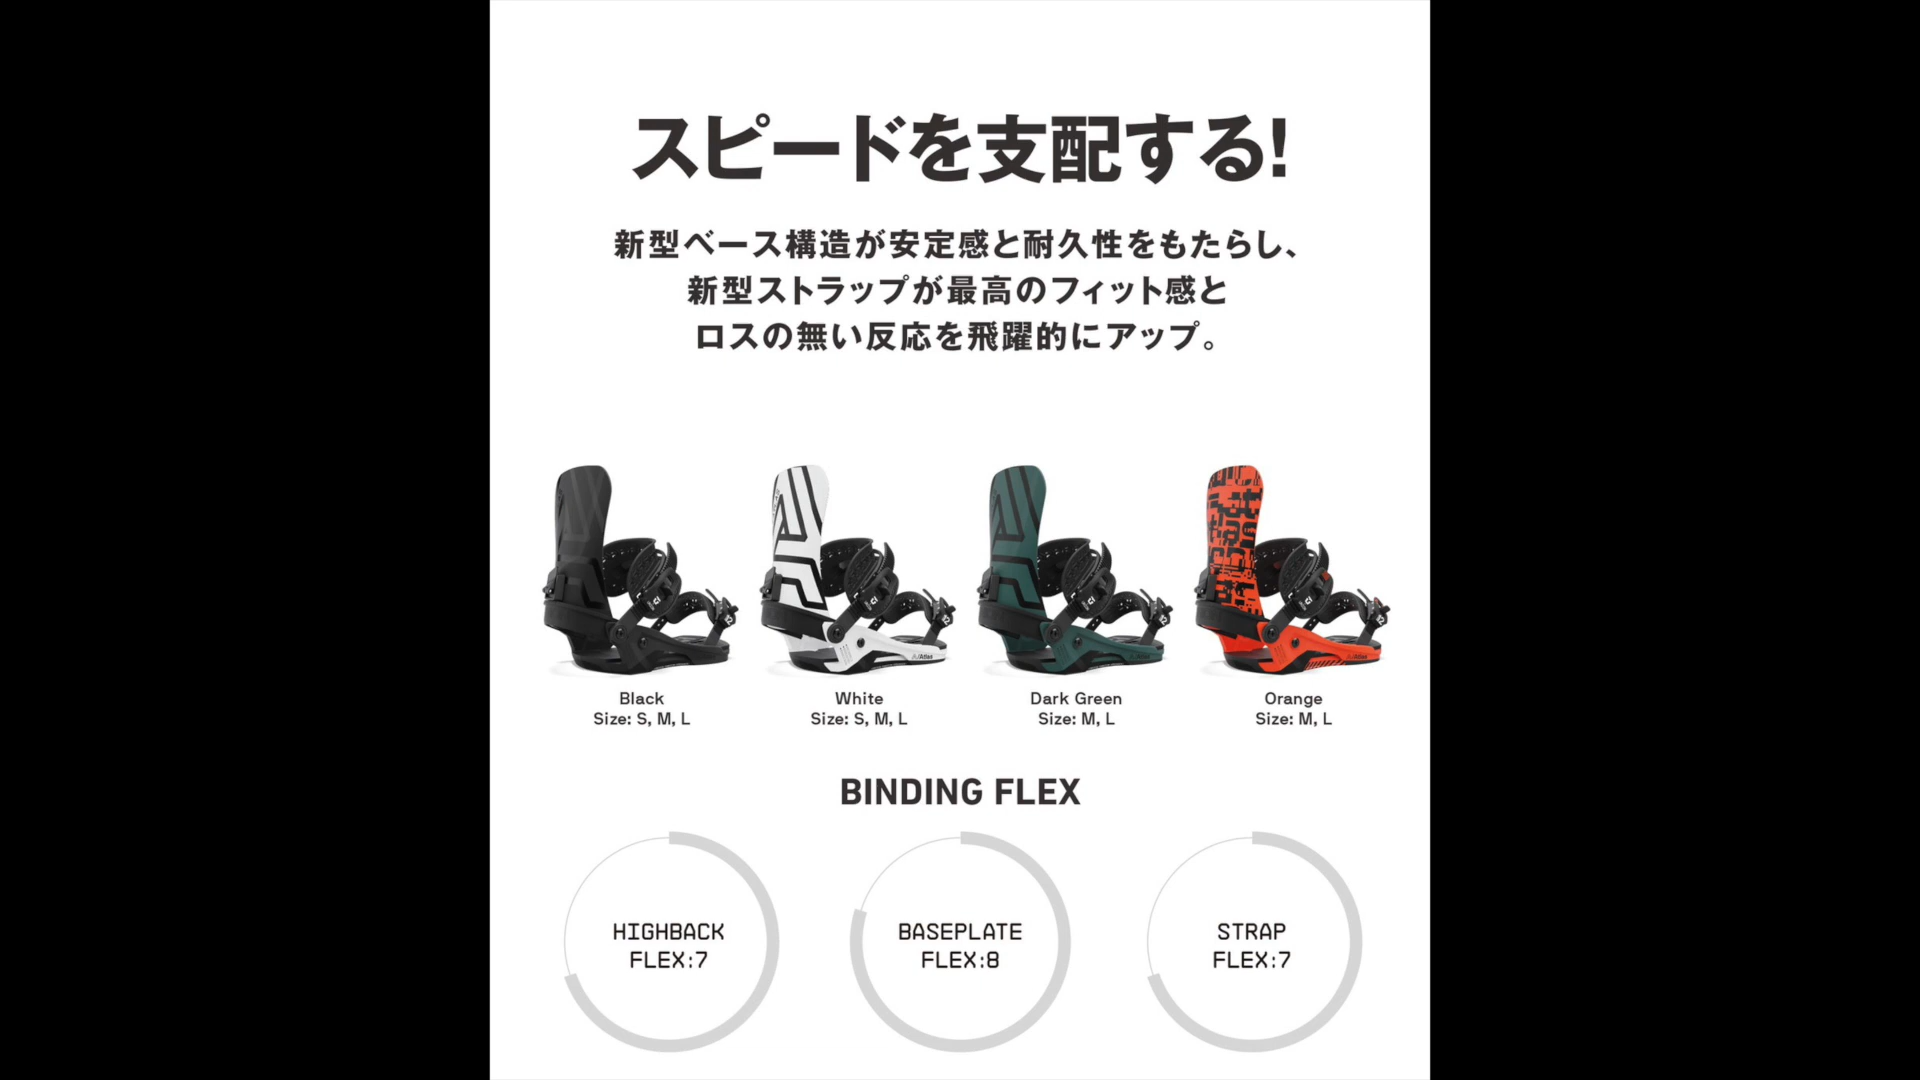 スピードを支配する!
新型ベース構造が安定感と耐久性をもたらし、
新型ストラップが最高のフィット感と
ロスの無い反応を飛躍的にアップ。
Black
Size: S, M, L
White
Size: S, M, L
Dark Green
Size: M, L
Orange
Size: M, L
BINDING FLEX
HIGHBACK
FLEX:7
BASEPLATE
FLEX:8
STRAP
FLEX:7